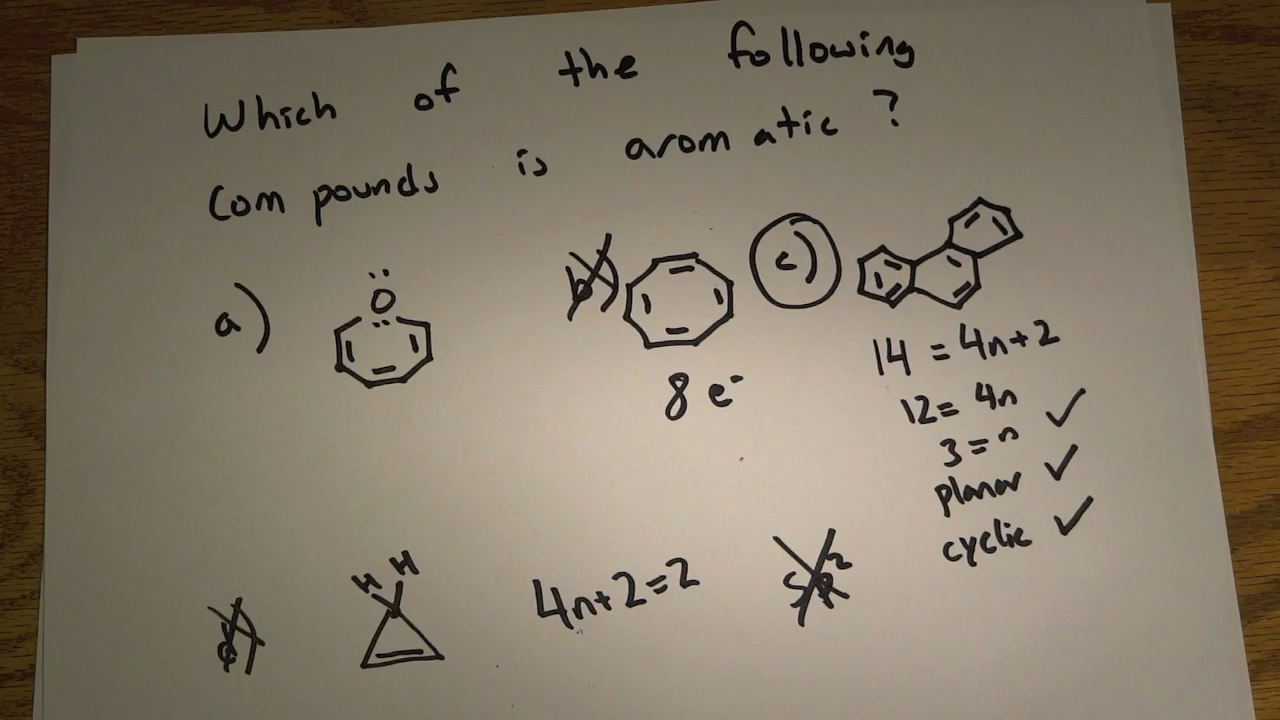 Which of the following
compounds is aromatic?
a) O
b)
8 e⁻
c)
14 = 4n+2
12 = 4n ✓
3 = n
planar ✓
cyclic ✓
d) H H
4n+2=2
sp²